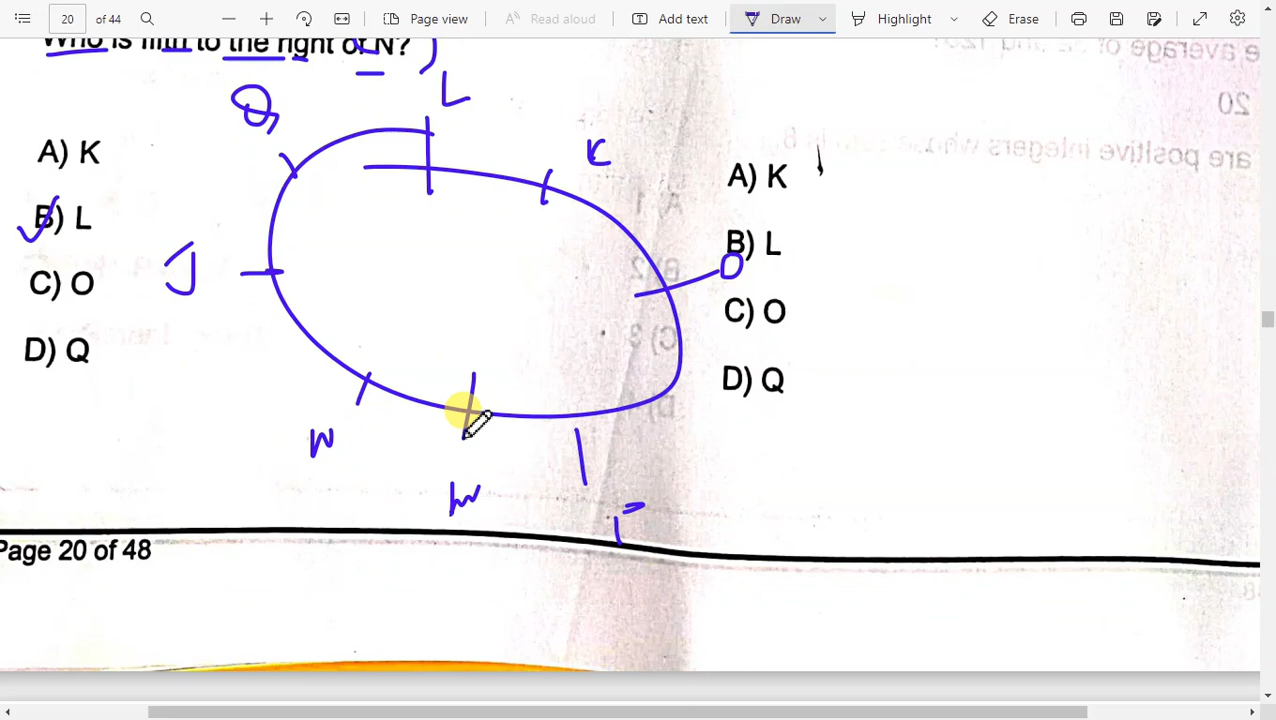 20 of 44
Page view
Read aloud
Add text
Draw
Highlight
Erase
Who is fifth to the right of N?
L
Q
K
A) K
B) L
C) O
D) Q
J
O
A) K
B) L
C) O
D) Q
Page 20 of 48